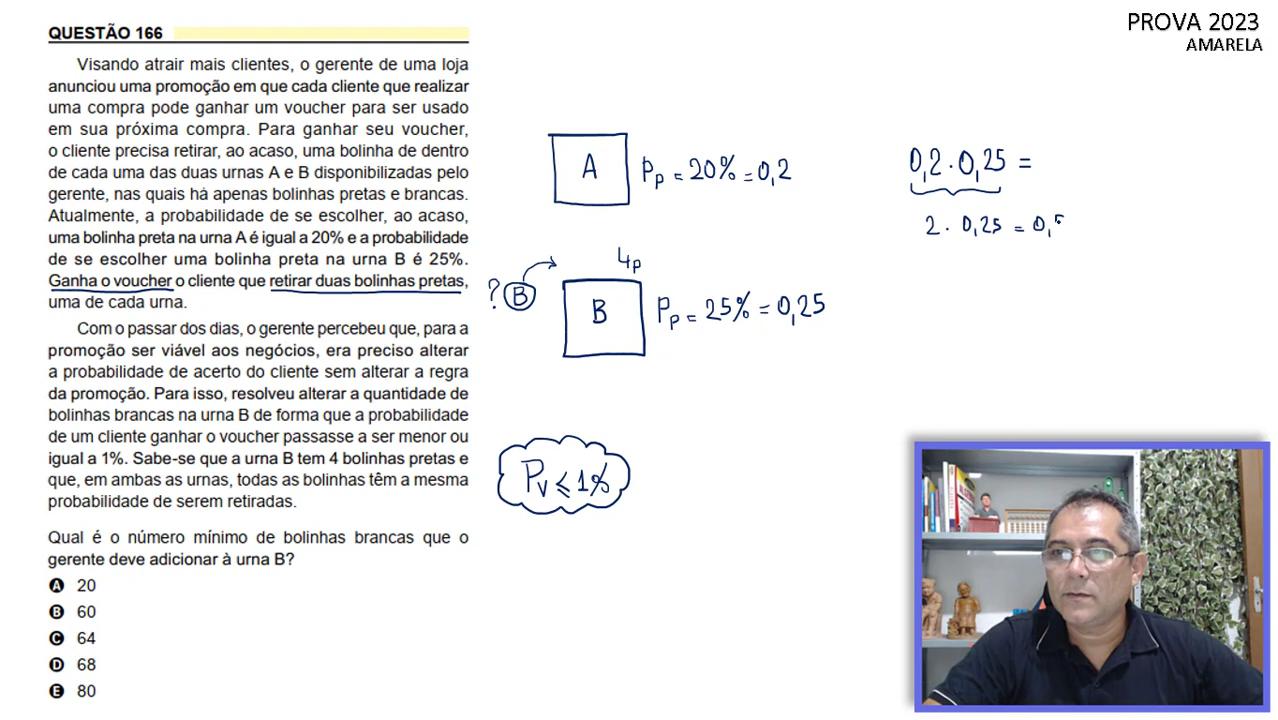 QUESTÃO 166
PROVA 2023
AMARELA
Visando atrair mais clientes, o gerente de uma loja
anunciou uma promoção em que cada cliente que realizar
uma compra pode ganhar um voucher para ser usado
em sua próxima compra. Para ganhar seu voucher,
o cliente precisa retirar, ao acaso, uma bolinha de dentro
de cada uma das duas urnas A e B disponibilizadas pelo
gerente, nas quais há apenas bolinhas pretas e brancas.
Atualmente, a probabilidade de se escolher, ao acaso,
uma bolinha preta na urna A é igual a 20% e a probabilidade
de se escolher uma bolinha preta na urna B é 25%.
Ganha o voucher o cliente que retirar duas bolinhas pretas,
uma de cada urna.
Com o passar dos dias, o gerente percebeu que, para a
promoção ser viável aos negócios, era preciso alterar
a probabilidade de acerto do cliente sem alterar a regra
da promoção. Para isso, resolveu alterar a quantidade de
bolinhas brancas na urna B de forma que a probabilidade
de um cliente ganhar o voucher passasse a ser menor ou
igual a 1%. Sabe-se que a urna B tem 4 bolinhas pretas e
que, em ambas as urnas, todas as bolinhas têm a mesma
probabilidade de serem retiradas.
Qual é o número mínimo de bolinhas brancas que o
gerente deve adicionar à urna B?
A 20
B 60
C 64
D 68
E 80
A Pp = 20% = 0,2
4p
? B
B Pp = 25% = 0,25
Pv ⩽ 1%
0,2 · 0,25 =
2 · 0,25 = 0,